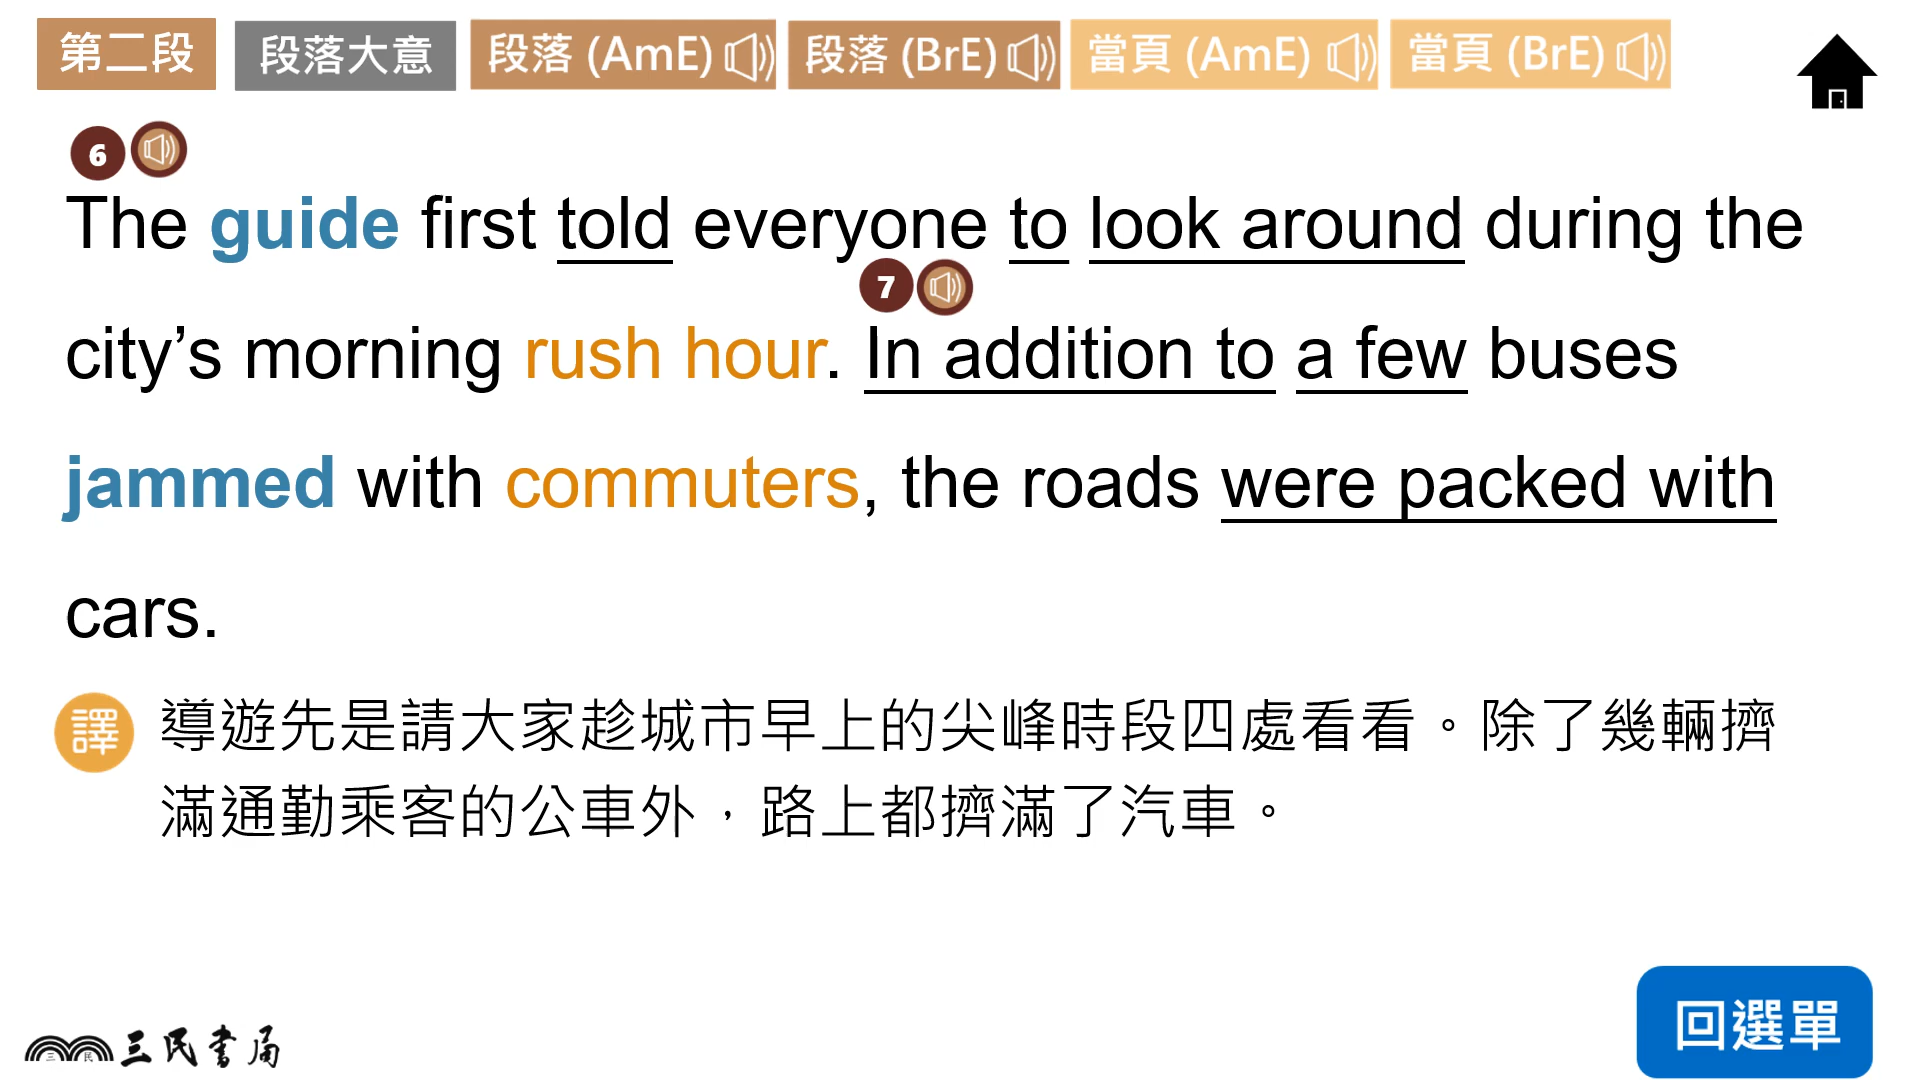 第二段 段落大意 段落 (AmE) 段落 (BrE) 當頁 (AmE) 當頁 (BrE)
6
The guide first told everyone to look around during the
7
city’s morning rush hour. In addition to a few buses
jammed with commuters, the roads were packed with
cars.
譯 導遊先是請大家趁城市早上的尖峰時段四處看看。除了幾輛擠
滿通勤乘客的公車外，路上都擠滿了汽車。
回選單
三民 三民書局